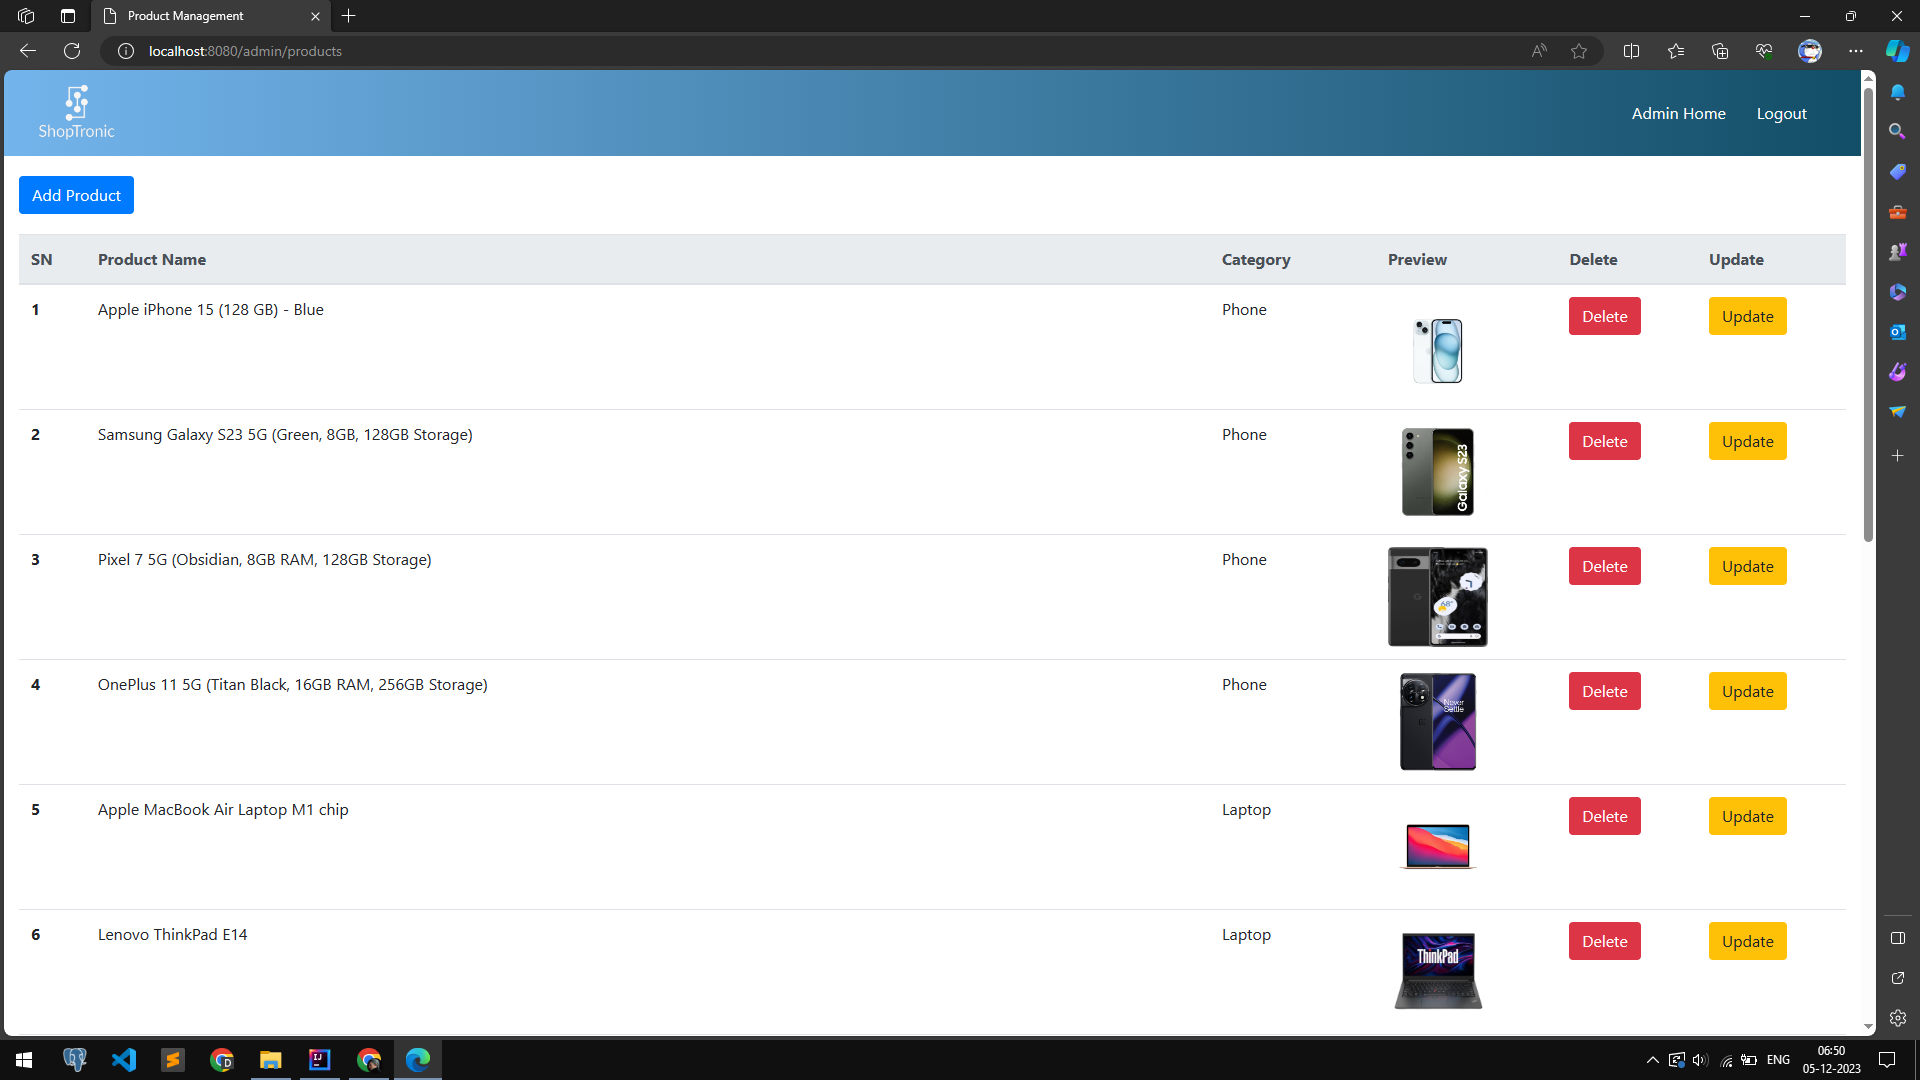 Product Management
localhost:8080/admin/products
ShopTronic
Admin Home Logout
Add Product
SN Product Name Category Preview Delete Update
1 Apple iPhone 15 (128 GB) - Blue Phone Delete Update
2 Samsung Galaxy S23 5G (Green, 8GB, 128GB Storage) Phone Galaxy S23 Delete Update
3 Pixel 7 5G (Obsidian, 8GB RAM, 128GB Storage) Phone 68° Delete Update
4 OnePlus 11 5G (Titan Black, 16GB RAM, 256GB Storage) Phone Delete Update
Never
Settle
5 Apple MacBook Air Laptop M1 chip Laptop Delete Update
6 Lenovo ThinkPad E14 Laptop ThinkPad Delete Update
ENG
06:50
05-12-2023